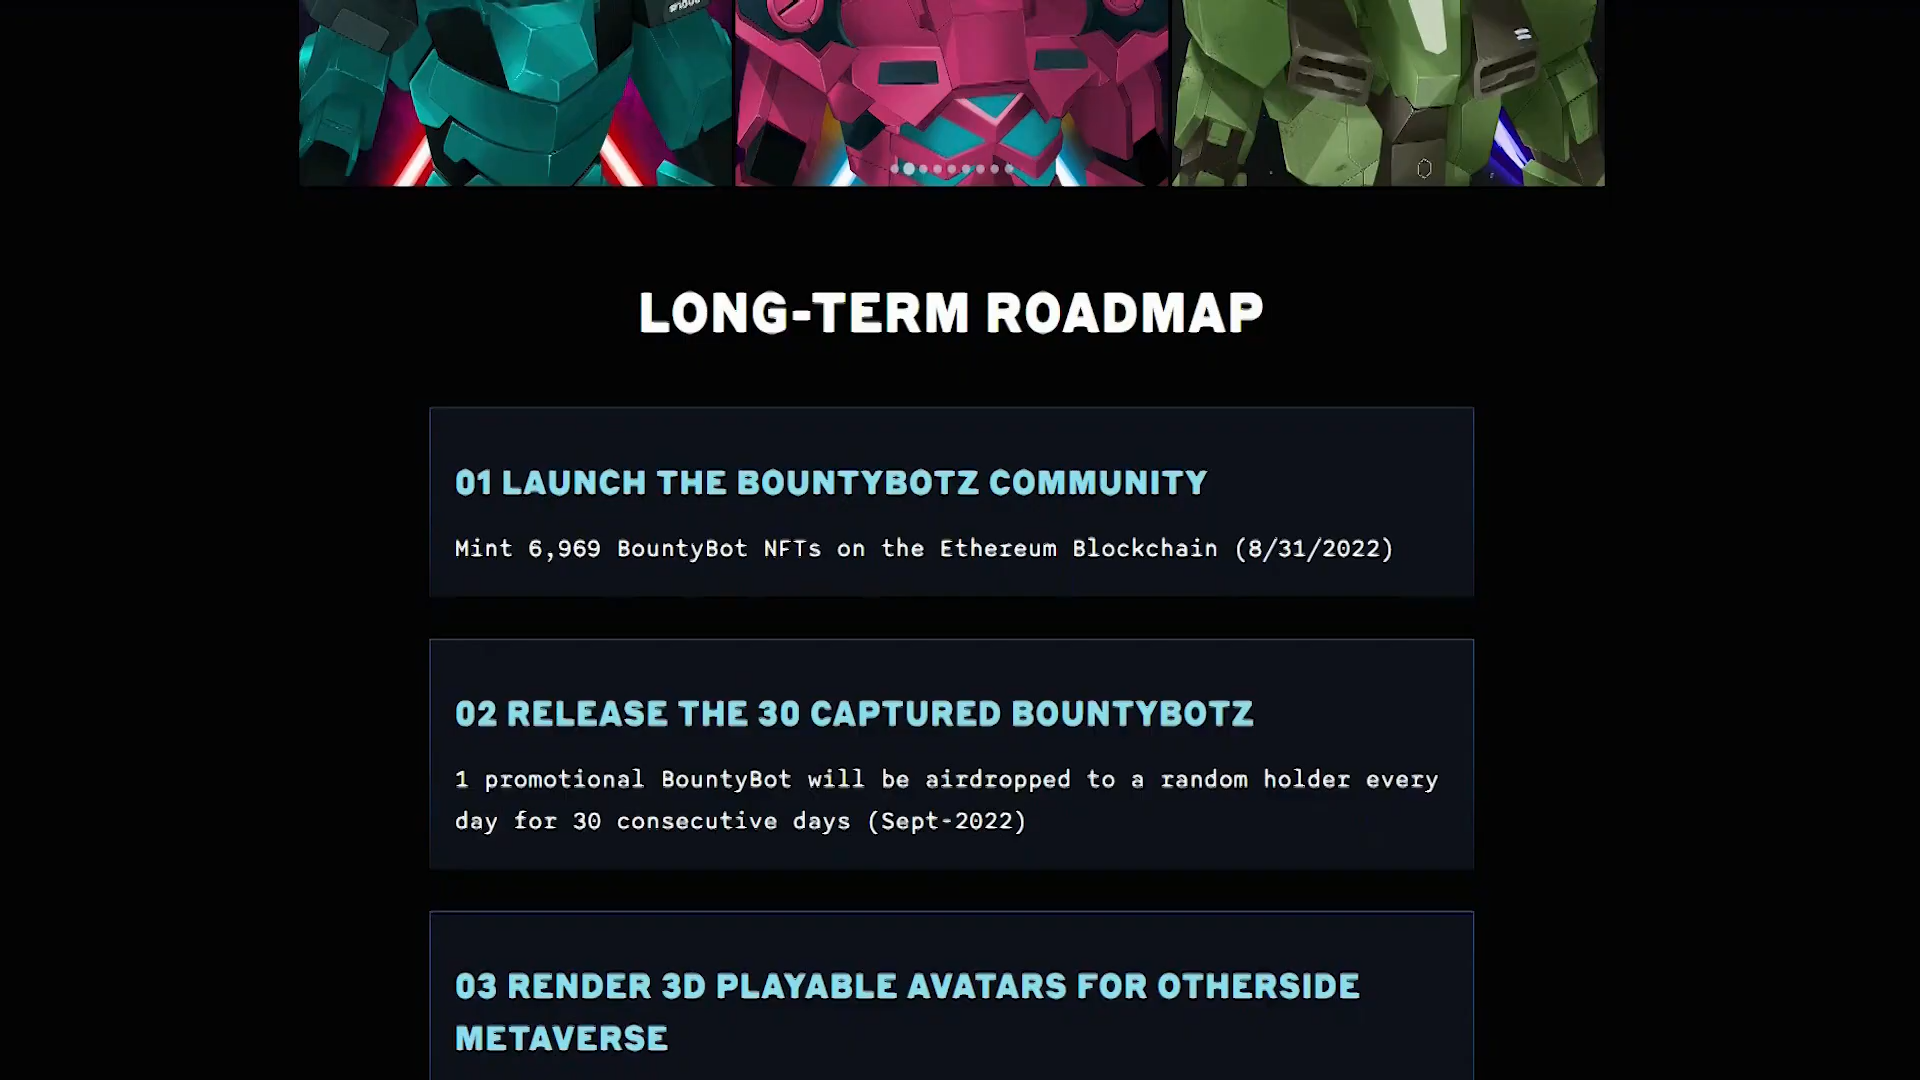 LONG-TERM ROADMAP
01 LAUNCH THE BOUNTYBOTZ COMMUNITY
Mint 6,969 BountyBot NFTs on the Ethereum Blockchain (8/31/2022)
02 RELEASE THE 30 CAPTURED BOUNTYBOTZ
1 promotional BountyBot will be airdropped to a random holder every
day for 30 consecutive days (Sept-2022)
03 RENDER 3D PLAYABLE AVATARS FOR OTHERSIDE
METAVERSE